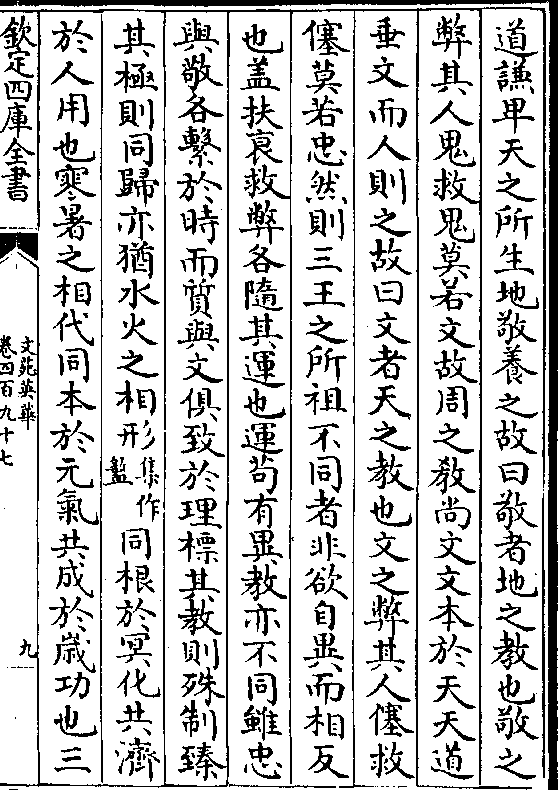 道謙卑天之所生地敬養之故曰敬者地之教也敬之
弊其人鬼救鬼莫若文故周之教尚文文本於天天道
垂文而人則之故曰文者天之教也文之弊其人僿救
僿莫若忠然則三王之所祖不同者非欲自異而相反
也盖扶衰救弊各隨其運也運苟有異教亦不同雖忠
與敬各繫於時而質與文俱致於理標其教則殊制臻
其極則同歸亦猶水火之相形集作盭同根於冥化共濟
於人用也寒暑之相代同本於元氣共成於歲功也三
欽定四庫全書
文苑英華
卷四百九十七
九